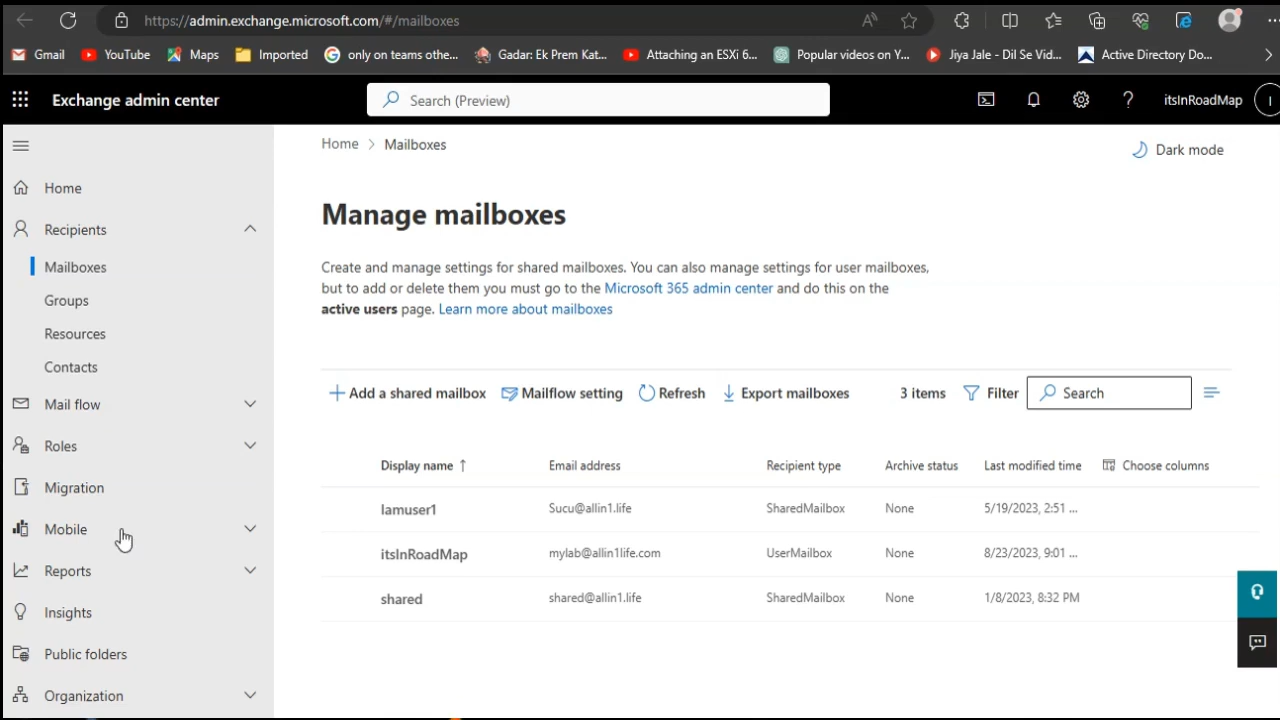 https://admin.exchange.microsoft.com/#/mailboxes
Gmail YouTube Maps Imported only on teams othe... Gadar: Ek Prem Kat... Attaching an ESXi 6... Popular videos on Y... Jiya Jale - Dil Se Vid... Active Directory Do...
Exchange admin center Search (Preview) itsInRoadMap I
Home > Mailboxes
Dark mode
Home
Recipients
Mailboxes
Groups
Resources
Contacts
Mail flow
Roles
Migration
Mobile
Reports
Insights
Public folders
Organization
Manage mailboxes
Create and manage settings for shared mailboxes. You can also manage settings for user mailboxes,
but to add or delete them you must go to the Microsoft 365 admin center and do this on the
active users page. Learn more about mailboxes
Add a shared mailbox Mailflow setting Refresh Export mailboxes 3 items Filter Search
Display name ↑ Email address Recipient type Archive status Last modified time Choose columns
Iamuser1 Sucu@allin1.life SharedMailbox None 5/19/2023, 2:51 ...
itsInRoadMap mylab@allin1life.com UserMailbox None 8/23/2023, 9:01 ...
shared shared@allin1.life SharedMailbox None 1/8/2023, 8:32 PM